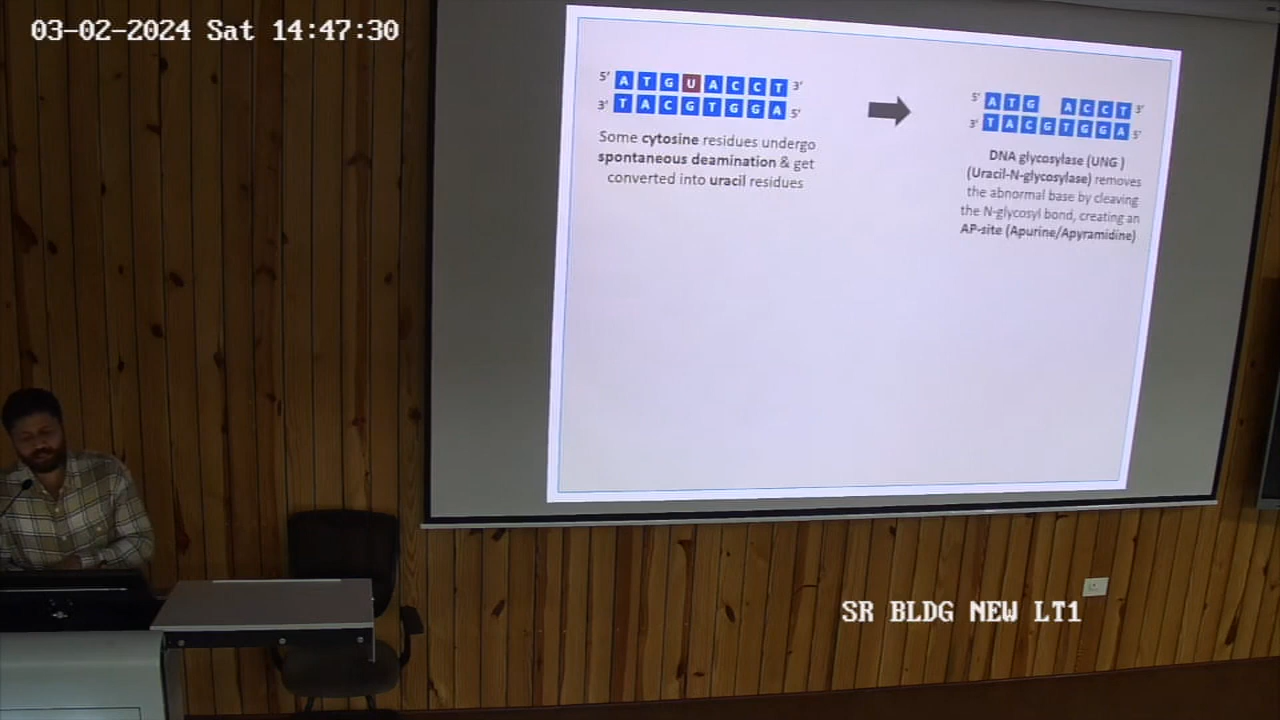 03-02-2024 Sat 14:47:30
5' A T G U A C C T 3'
3' T A C G T G G A 5'
Some cytosine residues undergo
spontaneous deamination & get
converted into uracil residues
5' A T G A C C T 3'
3' T A C G T G G A 5'
DNA glycosylase (UNG )
(Uracil-N-glycosylase) removes
the abnormal base by cleaving
the N-glycosyl bond, creating an
AP-site (Apurine/Apyramidine)
SR BLDG NEW LT1